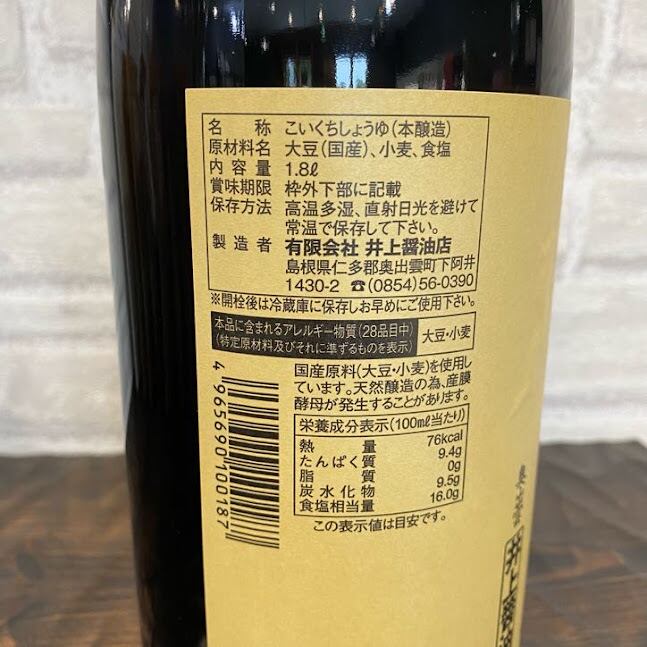 名称 こいくちしょうゆ（本醸造）
原材料名 大豆（国産）、小麦、食塩
内容量 1.8ℓ
賞味期限 枠外下部に記載
保存方法 高温多湿、直射日光を避けて
常温で保存して下さい。
製造者 有限会社 井上醤油店
島根県仁多郡奥出雲町下阿井
1430-2 ☎(0854)56-0390
※開栓後は冷蔵庫に保存しお早めにご使用下さい。
本品に含まれるアレルギー物質（28品目中）
（特定原材料及びそれに準ずるものを表示）
大豆・小麦
国産原料（大豆・小麦）を使用し
ています。天然醸造の為、産膜
酵母が発生することがあります。
栄養成分表示（100㎖当たり）
熱量 76kcal
たんぱく質 9.4g
脂質 0g
炭水化物 9.5g
食塩相当量 16.0g
この表示値は目安です。
4965690100187
井上醤油